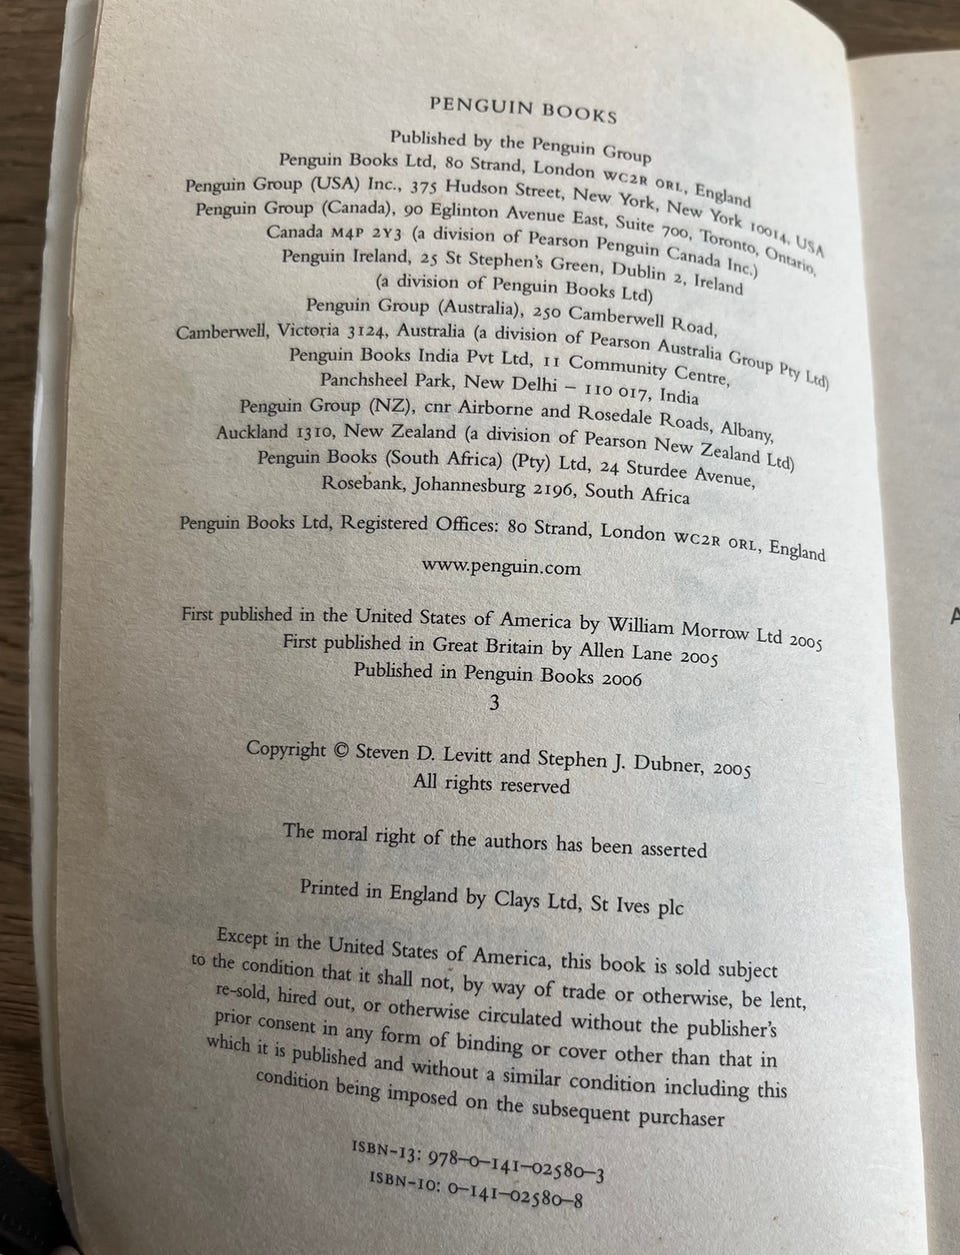 PENGUIN BOOKS
Published by the Penguin Group
Penguin Books Ltd, 80 Strand, London WC2R 0RL, England
Penguin Group (USA) Inc., 375 Hudson Street, New York, New York 10014, USA
Penguin Group (Canada), 90 Eglinton Avenue East, Suite 700, Toronto, Ontario,
Canada M4P 2Y3 (a division of Pearson Penguin Canada Inc.)
Penguin Ireland, 25 St Stephen's Green, Dublin 2, Ireland
(a division of Penguin Books Ltd)
Penguin Group (Australia), 250 Camberwell Road,
Camberwell, Victoria 3124, Australia (a division of Pearson Australia Group Pty Ltd)
Penguin Books India Pvt Ltd, 11 Community Centre,
Panchsheel Park, New Delhi – 110 017, India
Penguin Group (NZ), cnr Airborne and Rosedale Roads, Albany,
Auckland 1310, New Zealand (a division of Pearson New Zealand Ltd)
Penguin Books (South Africa) (Pty) Ltd, 24 Sturdee Avenue,
Rosebank, Johannesburg 2196, South Africa
Penguin Books Ltd, Registered Offices: 80 Strand, London WC2R 0RL, England
www.penguin.com
First published in the United States of America by William Morrow Ltd 2005
First published in Great Britain by Allen Lane 2005
Published in Penguin Books 2006
3
Copyright © Steven D. Levitt and Stephen J. Dubner, 2005
All rights reserved
The moral right of the authors has been asserted
Printed in England by Clays Ltd, St Ives plc
Except in the United States of America, this book is sold subject
to the condition that it shall not, by way of trade or otherwise, be lent,
re-sold, hired out, or otherwise circulated without the publisher's
prior consent in any form of binding or cover other than that in
which it is published and without a similar condition including this
condition being imposed on the subsequent purchaser
ISBN-13: 978-0-141-02580-3
ISBN-10: 0-141-02580-8
A